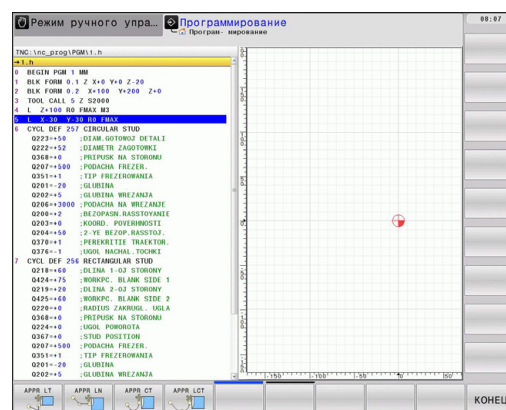 Режим ручного упра...
Программирование
Програм- мирование
08:07
TNC:\nc_prog\PGM\1.h
→1.h
0 BEGIN PGM 1 MM
1 BLK FORM 0.1 Z X+0 Y+0 Z-20
2 BLK FORM 0.2 X+100 Y+200 Z+0
3 TOOL CALL 5 Z S2000
4 L Z+100 R0 FMAX M3
5 L X-30 Y-30 R0 FMAX
6 CYCL DEF 257 CIRCULAR STUD
Q223=+50 ;DIAM.GOTOWOJ DETALI
Q222=+52 ;DIAMETR ZAGOTOWKI
Q368=+0 ;PRIPUSK NA STORONU
Q207=+500 ;PODACHA FREZER.
Q351=+1 ;TIP FREZEROWANIA
Q201=-20 ;GLUBINA
Q202=+5 ;GLUBINA WREZANJA
Q206=+3000 ;PODACHA NA WREZANJE
Q200=+2 ;BEZOPASN.RASSTOYANIE
Q203=+0 ;KOORD. POVERHNOSTI
Q204=+50 ;2-YE BEZOP.RASSTOJ.
Q370=+1 ;PEREKRITIE TRAEKTOR.
Q376=-1 ;UGOL NACHAL.TOCHKI
7 CYCL DEF 256 RECTANGULAR STUD
Q218=+60 ;DLINA 1-OJ STORONY
Q424=+75 ;WORKPC. BLANK SIDE 1
Q219=+20 ;DLINA 2-OJ STORONY
Q425=+60 ;WORKPC. BLANK SIDE 2
Q220=+0 ;RADIUS ZAKRUGL. UGLA
Q368=+0 ;PRIPUSK NA STORONU
Q224=+0 ;UGOL POWOROTA
Q367=+0 ;STUD POSITION
Q207=+500 ;PODACHA FREZER.
Q351=+1 ;TIP FREZEROWANIA
Q201=-20 ;GLUBINA
Q202=+5 ;GLUBINA WREZANJA
-150 -100 -50 0 50
APPR LT APPR LN APPR CT APPR LCT
КОНЕЦ